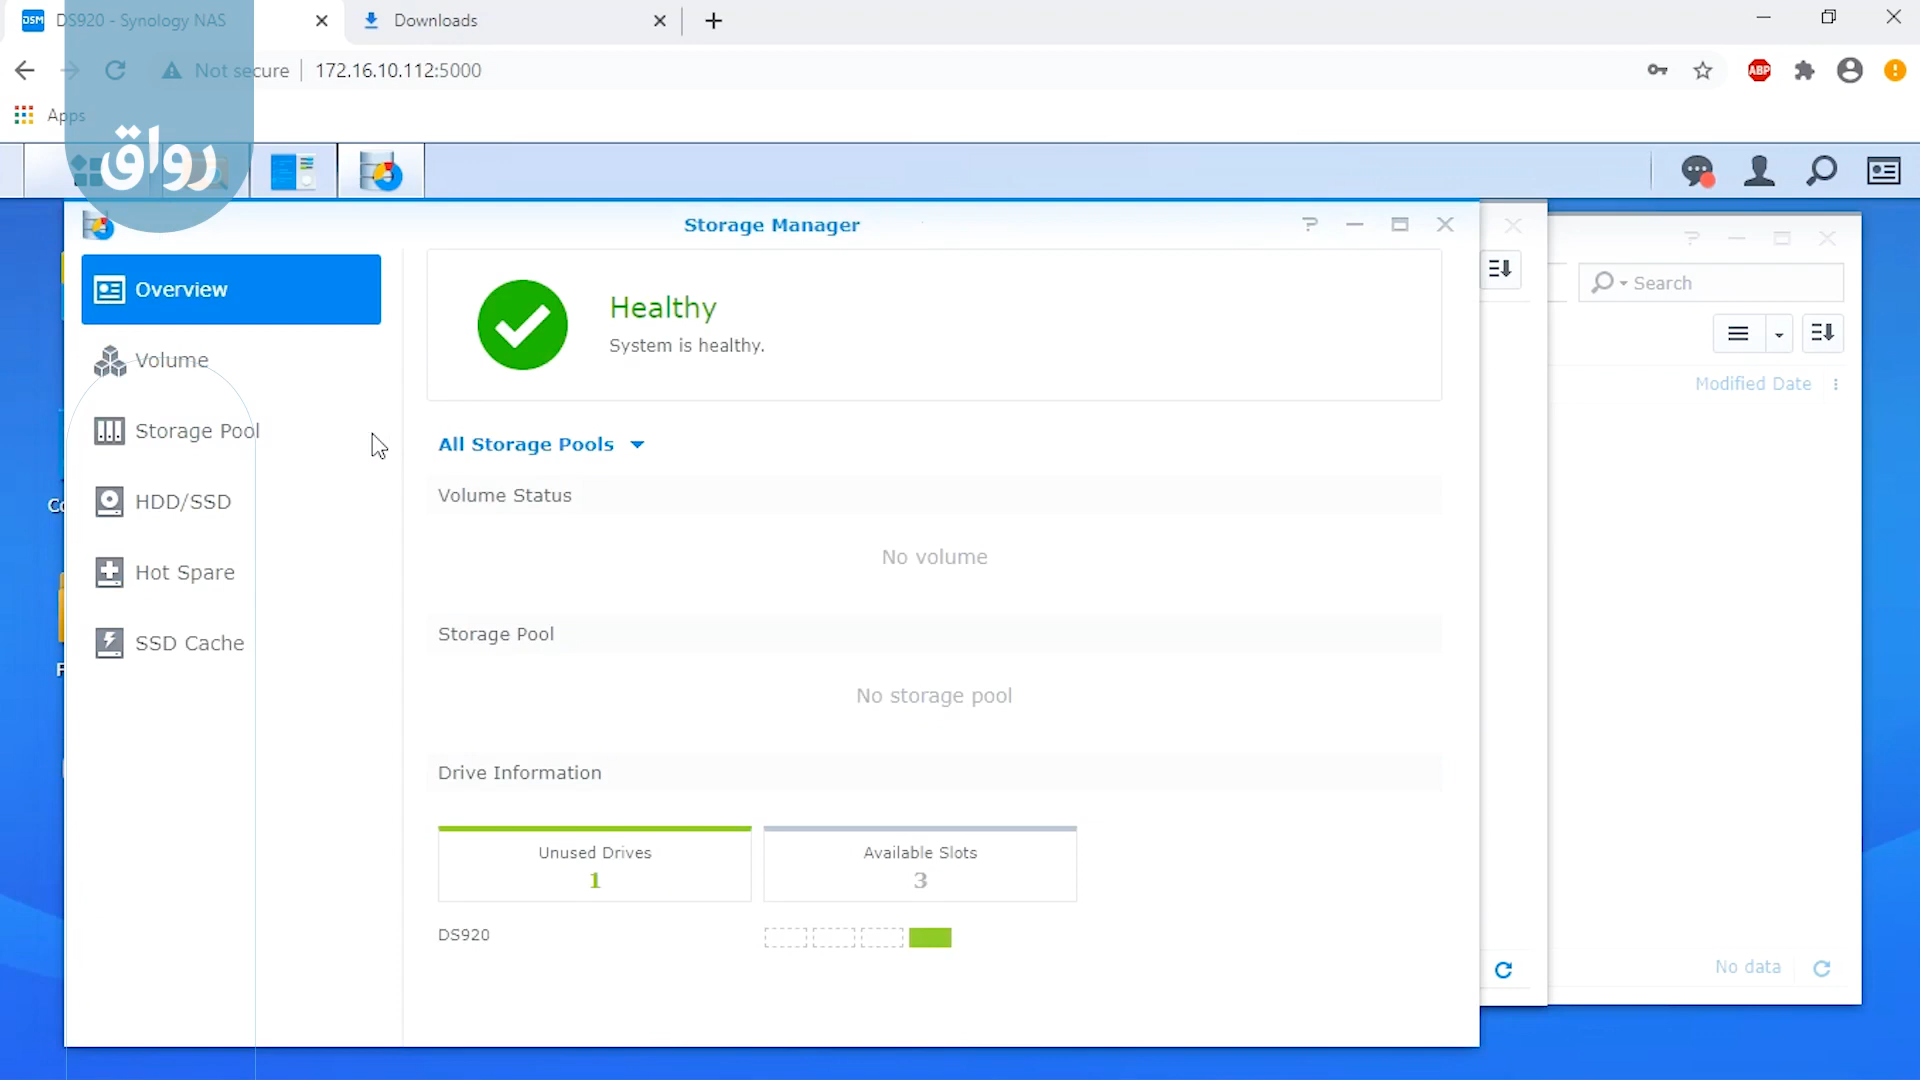 DS920 - Synology NAS
Downloads
Not secure
172.16.10.112:5000
ABP
Apps
رواق
Storage Manager
Overview
Volume
Storage Pool
HDD/SSD
Hot Spare
SSD Cache
Healthy
System is healthy.
All Storage Pools
Volume Status
No volume
Storage Pool
No storage pool
Drive Information
Unused Drives
1
Available Slots
3
DS920
Search
Modified Date
No data